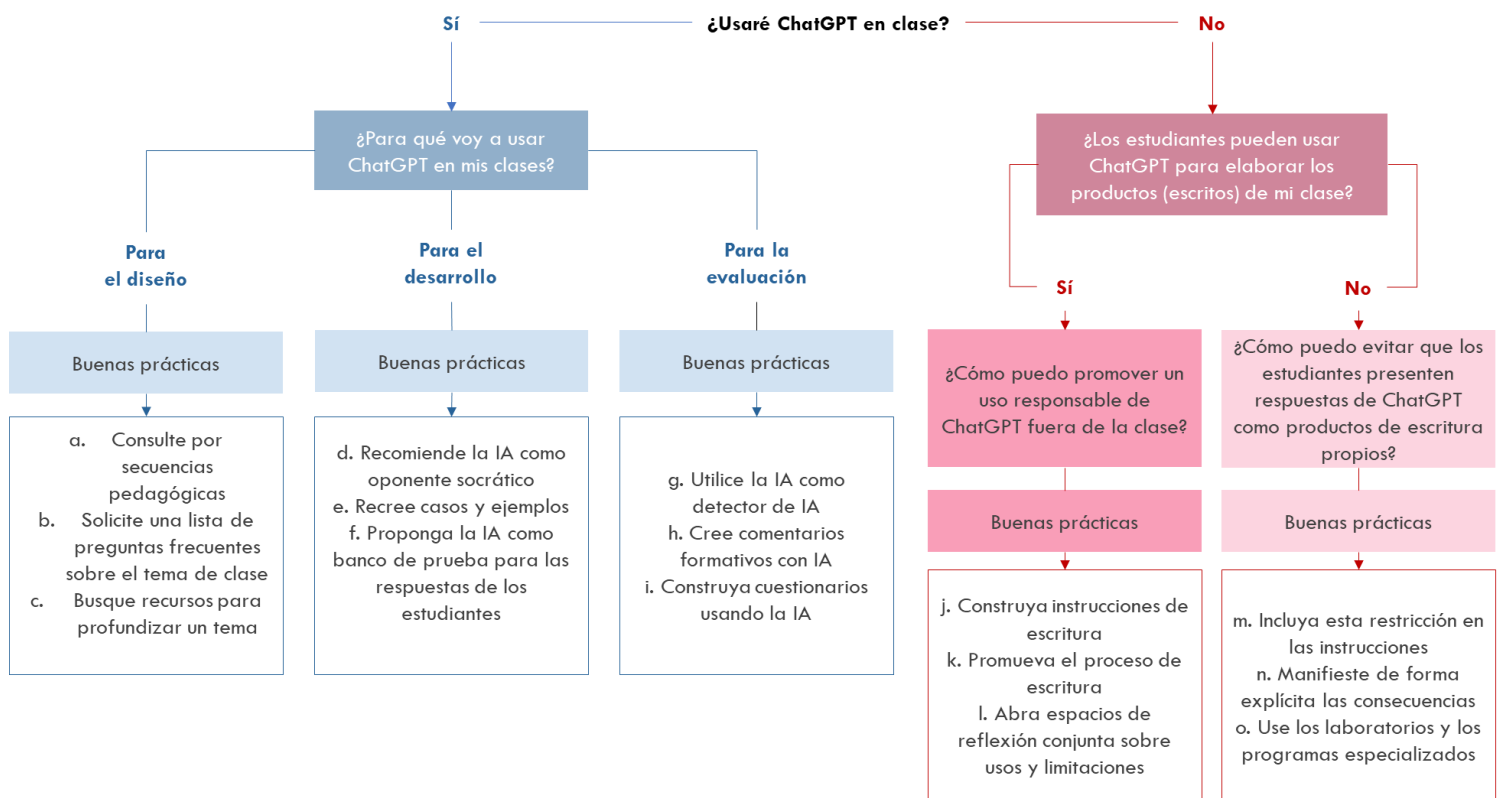 Sí
¿Usaré ChatGPT en clase?
No
¿Para qué voy a usar
ChatGPT en mis clases?
Para
el diseño
Para el
desarrollo
Para la
evaluación
Buenas prácticas
Buenas prácticas
Buenas prácticas
a. Consulte por
secuencias
pedagógicas
b. Solicite una lista de
preguntas frecuentes
sobre el tema de clase
c. Busque recursos para
profundizar un tema
d. Recomiende la IA como
oponente socrático
e. Recree casos y ejemplos
f. Proponga la IA como
banco de prueba para las
respuestas de los
estudiantes
g. Utilice la IA como
detector de IA
h. Cree comentarios
formativos con IA
i. Construya cuestionarios
usando la IA
¿Los estudiantes pueden usar
ChatGPT para elaborar los
productos (escritos) de mi clase?
Sí
No
¿Cómo puedo promover un
uso responsable de
ChatGPT fuera de la clase?
Buenas prácticas
j. Construya instrucciones de
escritura
k. Promueva el proceso de
escritura
l. Abra espacios de
reflexión conjunta sobre
usos y limitaciones
¿Cómo puedo evitar que los
estudiantes presenten
respuestas de ChatGPT
como productos de escritura
propios?
Buenas prácticas
m. Incluya esta restricción en
las instrucciones
n. Manifieste de forma
explícita las consecuencias
o. Use los laboratorios y los
programas especializados